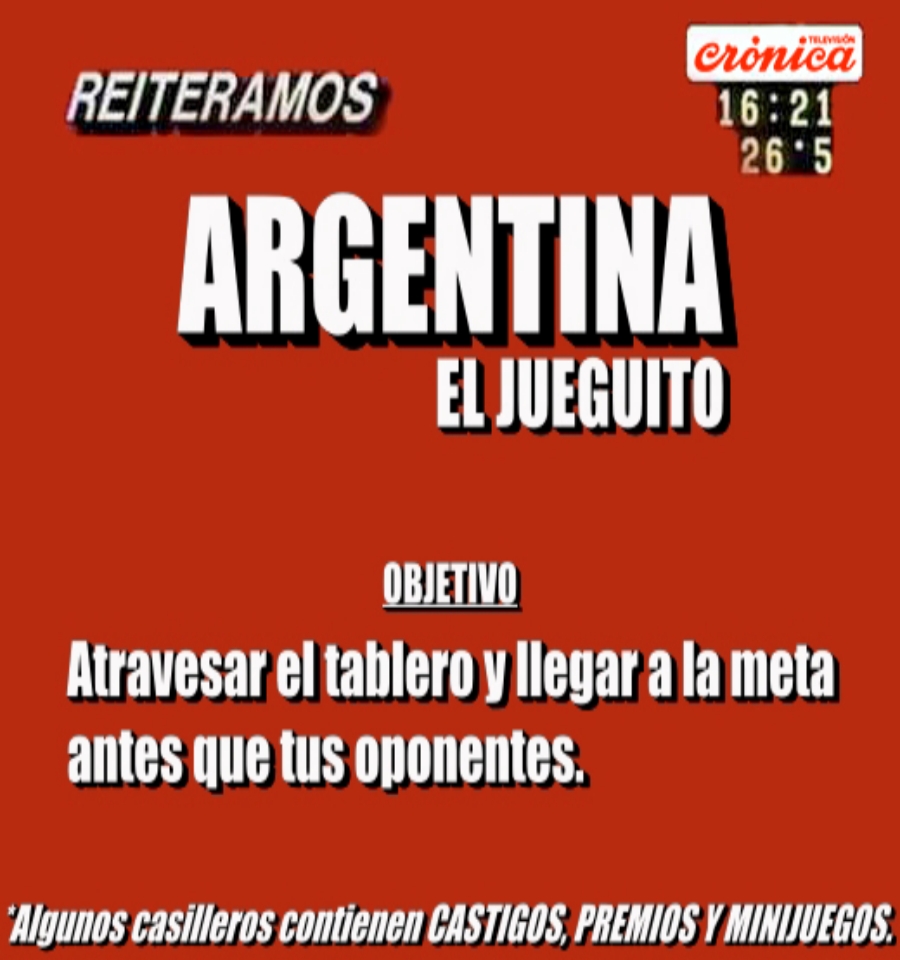 crónica
TELEVISIÓN
REITERAMOS
16:21
26°5
ARGENTINA
EL JUEGUITO
OBJETIVO
Atravesar el tablero y llegar a la meta
antes que tus oponentes.
*Algunos casilleros contienen CASTIGOS, PREMIOS Y MINIJUEGOS.